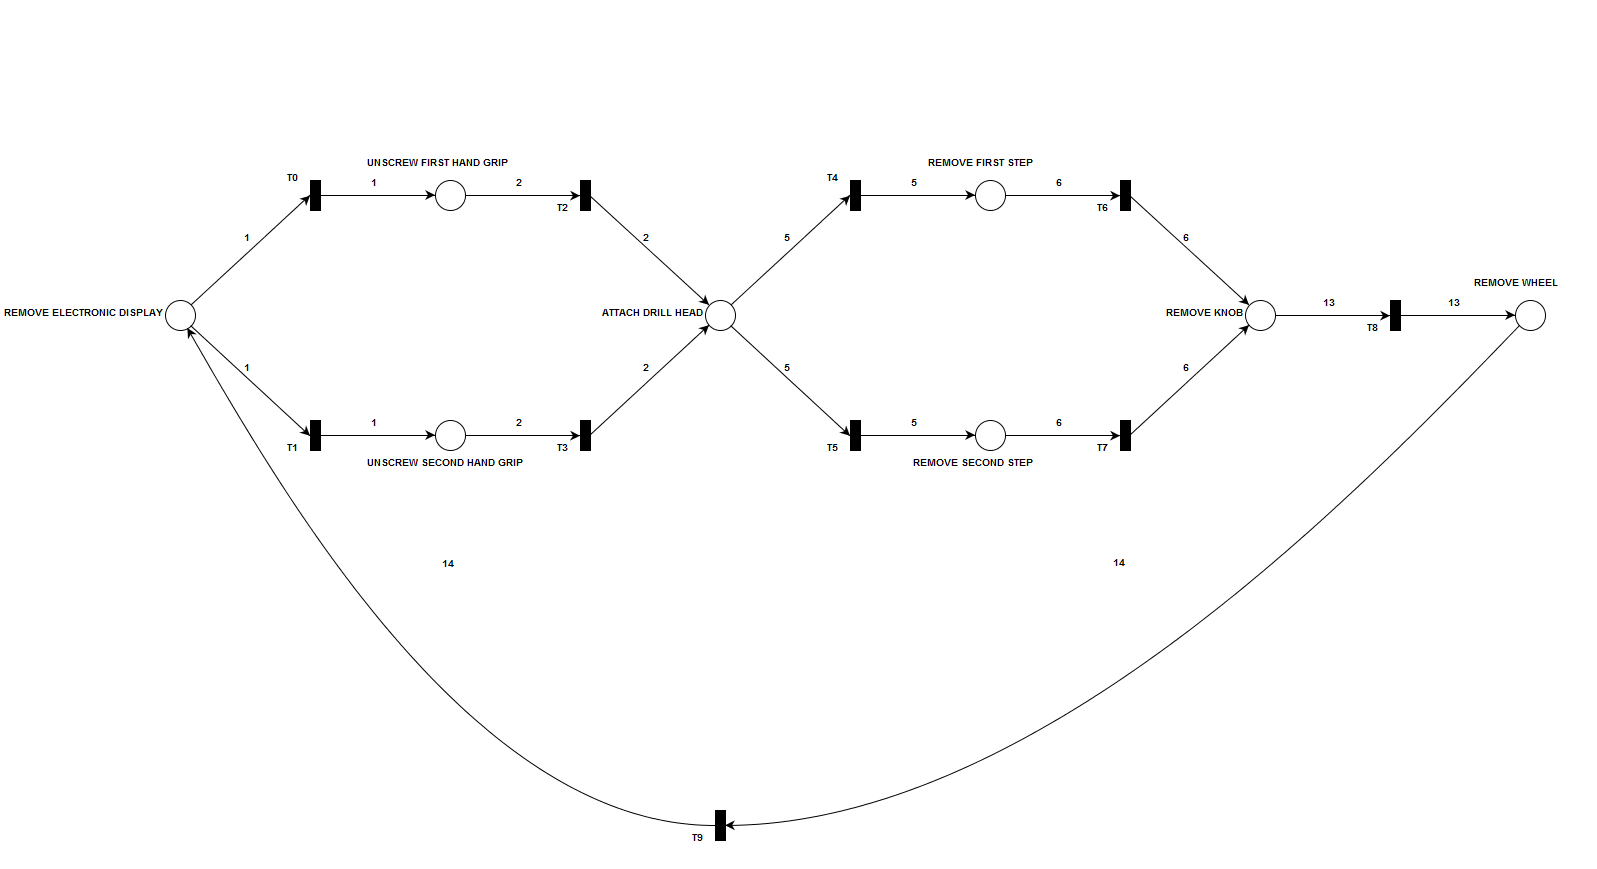 UNSCREW FIRST HAND GRIP
REMOVE FIRST STEP
T0
1
2
T2
T4
5
6
T6
1
2
5
6
REMOVE WHEEL
REMOVE ELECTRONIC DISPLAY
ATTACH DRILL HEAD
REMOVE KNOB
13
T8
13
1
2
5
6
T1
1
2
T3
T5
5
6
T7
UNSCREW SECOND HAND GRIP
REMOVE SECOND STEP
14
14
T9